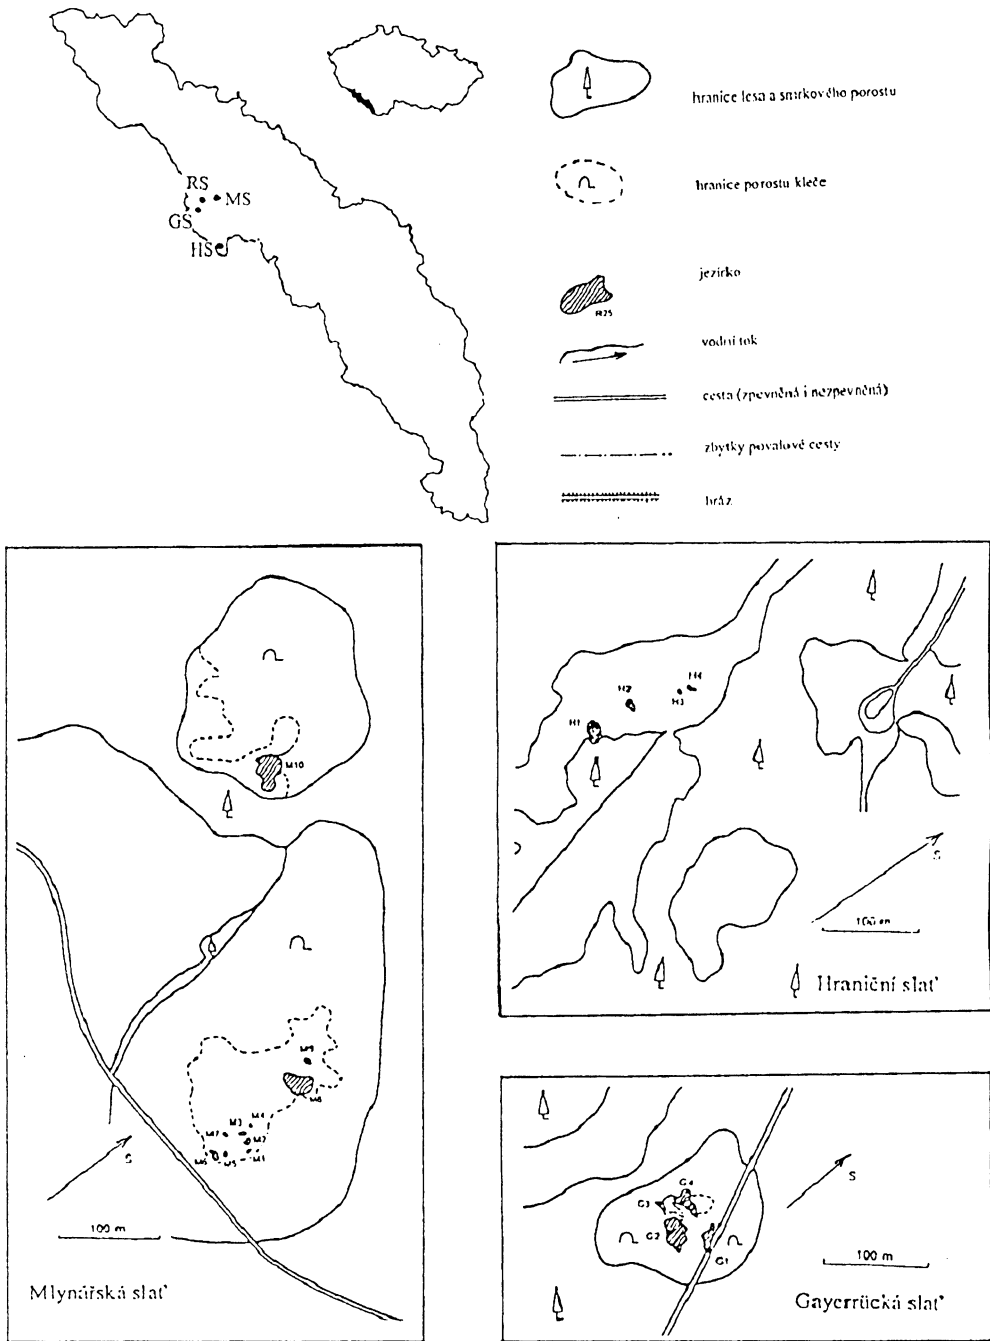 RS
MS
GS
HS
hranice lesa a smrkového porostu
hranice porostu kleče
jezírko
R25
vodní tok
cesta (zpevněná i nezpevněná)
zbytky povalové cesty
hráz
M10
M9
M8
M4
M3
M7
M2
M6
M5
M1
S
100 m
Mlynářská slať
H4
H2
H3
H1
S
100 m
Hraniční slať
G4
G3
G2
G1
S
100 m
Gayerrücká slať